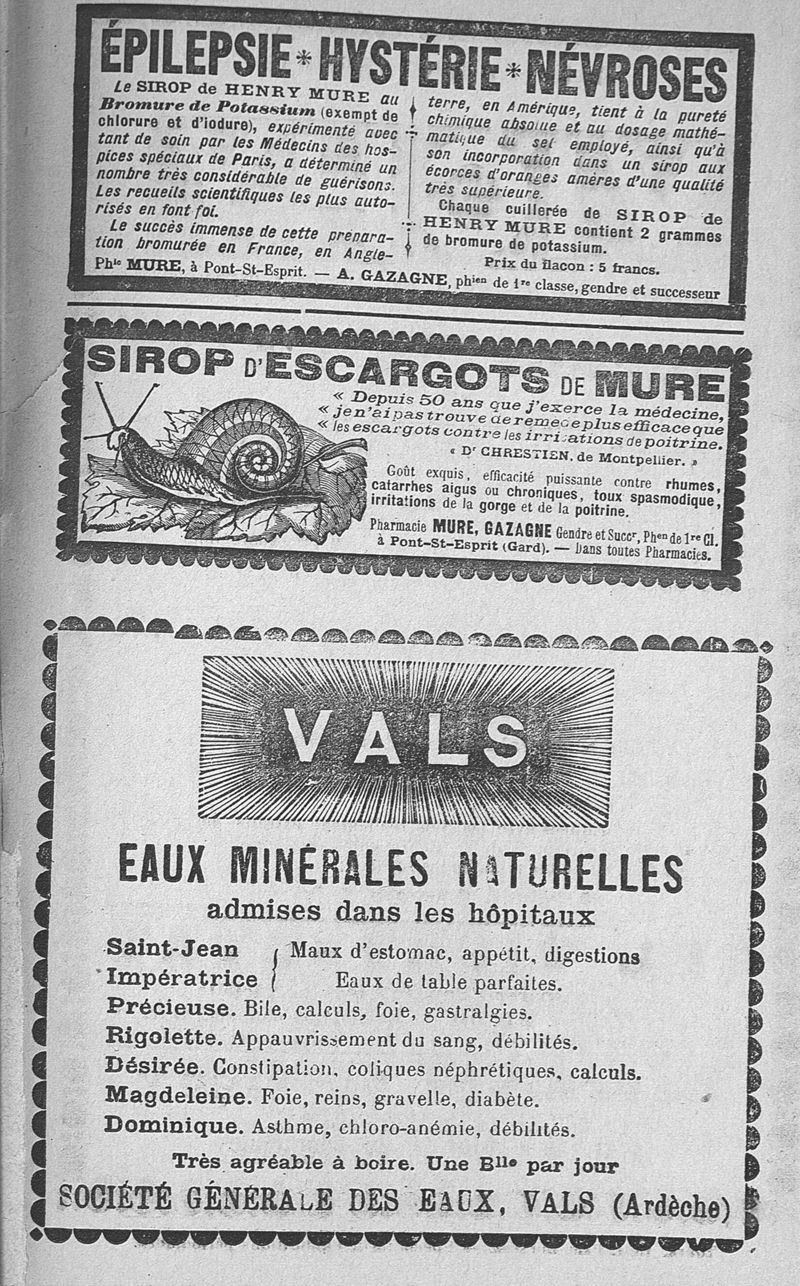 ÉPILEPSIE * HYSTÉRIE * NÉVROSES
Le SIROP de HENRY MURE au
Bromure de Potassium (exempt de
chlorure et d'iodure), expérimenté avec
tant de soin par les Médecins des hos-
pices spéciaux de Paris, a déterminé un
nombre très considérable de guérisons.
Les recueils scientifiques les plus auto-
risés en font foi.
Le succès immense de cette prépara-
tion bromurée en France, en Angle-
terre, en Amérique, tient à la pureté
chimique absolue et au dosage mathé-
matique du sel employé, ainsi qu'à
son incorporation dans un sirop aux
écorces d'oranges amères d'une qualité
très supérieure.
Chaque cuillerée de SIROP de
HENRY MURE contient 2 grammes
de bromure de potassium.
Prix du flacon : 5 francs.
Phie MURE, à Pont-St-Esprit. — A. GAZAGNE, phien de 1re classe, gendre et successeur
SIROP D'ESCARGOTS DE MURE
« Depuis 50 ans que j'exerce la médecine,
« je n'ai pas trouvé de remède plus efficace que
« les escargots contre les irritations de poitrine.
« Dr CHRESTIEN, de Montpellier. »
Goût exquis, efficacité puissante contre rhumes,
catarrhes aigus ou chroniques, toux spasmodique,
irritations de la gorge et de la poitrine.
Pharmacie MURE, GAZAGNE Gendre et Succr, Phen de 1re Cl.
à Pont-St-Esprit (Gard). — Dans toutes Pharmacies.
VALS
EAUX MINÉRALES NATURELLES
admises dans les hôpitaux
Saint-Jean { Maux d'estomac, appétit, digestions
Impératrice { Eaux de table parfaites.
Précieuse. Bile, calculs, foie, gastralgies.
Rigolette. Appauvrissement du sang, débilités.
Désirée. Constipation, coliques néphrétiques, calculs.
Magdeleine. Foie, reins, gravelle, diabète.
Dominique. Asthme, chloro-anémie, débilités.
Très agréable à boire. Une Blle par jour
SOCIÉTÉ GÉNÉRALE DES EAUX, VALS (Ardèche)